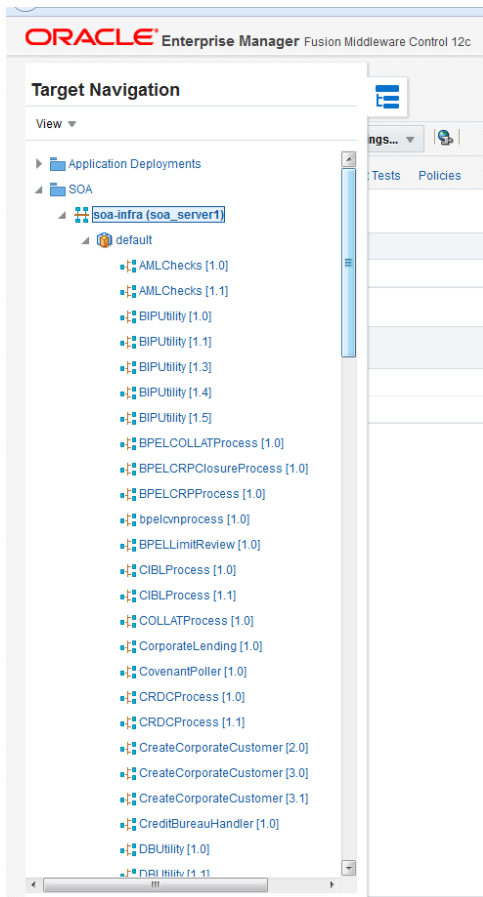 ORACLE Enterprise Manager Fusion Middleware Control 12c
Target Navigation
View
ngs...
Tests Policies
Application Deployments
SOA
soa-infra (soa_server1)
default
AMLChecks [1.0]
AMLChecks [1.1]
BIPUtility [1.0]
BIPUtility [1.1]
BIPUtility [1.3]
BIPUtility [1.4]
BIPUtility [1.5]
BPELCOLLATProcess [1.0]
BPELCRPClosureProcess [1.0]
BPELCRPProcess [1.0]
bpelcvnprocess [1.0]
BPELLimitReview [1.0]
CIBLProcess [1.0]
CIBLProcess [1.1]
COLLATProcess [1.0]
CorporateLending [1.0]
CovenantPoller [1.0]
CRDCProcess [1.0]
CRDCProcess [1.1]
CreateCorporateCustomer [2.0]
CreateCorporateCustomer [3.0]
CreateCorporateCustomer [3.1]
CreditBureauHandler [1.0]
DBUtility [1.0]
DBUtility [1.1]